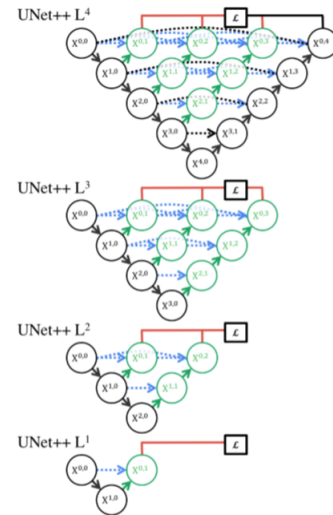 UNet++ L⁴
ℒ
X⁰,⁰ X⁰,¹ X⁰,² X⁰,³ X⁰,⁴
X¹,⁰ X¹,¹ X¹,² X¹,³
X²,⁰ X²,¹ X²,²
X³,⁰ X³,¹
X⁴,⁰
UNet++ L³
ℒ
X⁰,⁰ X⁰,¹ X⁰,² X⁰,³
X¹,⁰ X¹,¹ X¹,²
X²,⁰ X²,¹
X³,⁰
UNet++ L²
ℒ
X⁰,⁰ X⁰,¹ X⁰,²
X¹,⁰ X¹,¹
X²,⁰
UNet++ L¹
ℒ
X⁰,⁰ X⁰,¹
X¹,⁰